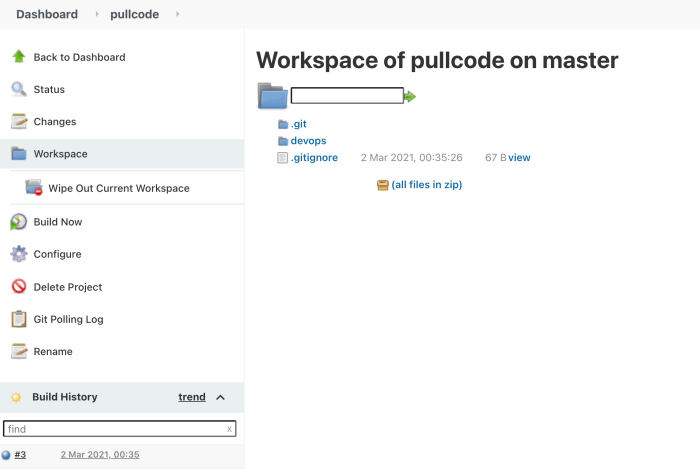 Dashboard pullcode
Back to Dashboard
Status
Changes
Workspace
Wipe Out Current Workspace
Build Now
Configure
Delete Project
Git Polling Log
Rename
Build History trend
find x
#3 2 Mar 2021, 00:35
Workspace of pullcode on master
.git
devops
.gitignore 2 Mar 2021, 00:35:26 67 B view
(all files in zip)